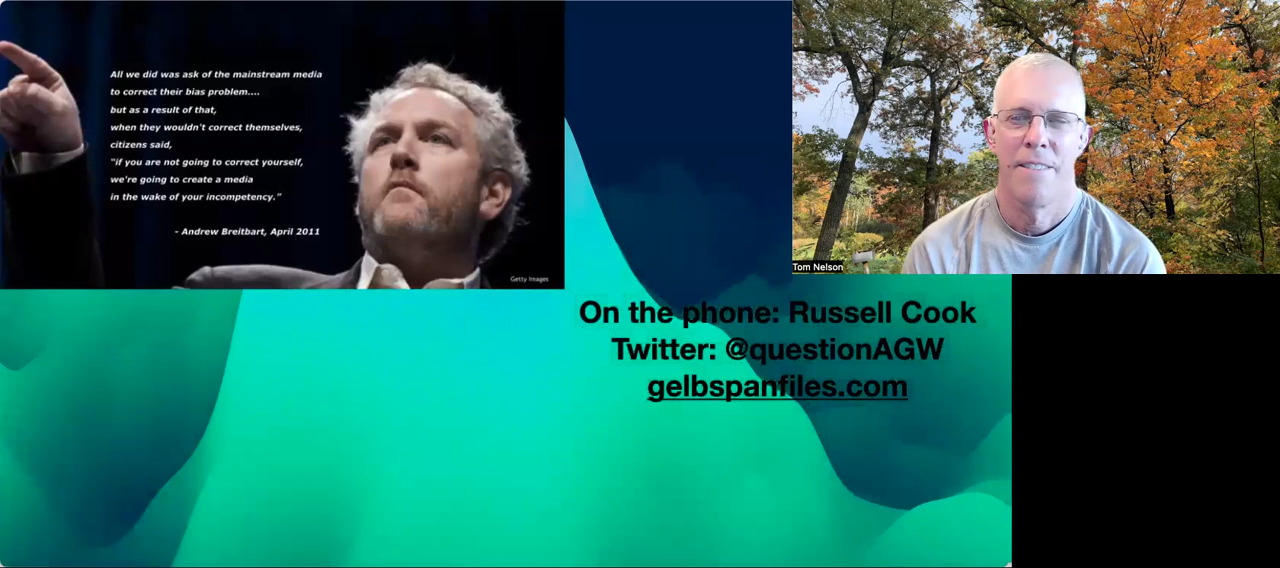 All we did was ask of the mainstream media
to correct their bias problem....
but as a result of that,
when they wouldn't correct themselves,
citizens said,
"if you are not going to correct yourself,
we're going to create a media
in the wake of your incompetency."
- Andrew Breitbart, April 2011
Getty Images
Tom Nelson
On the phone: Russell Cook
Twitter: @questionAGW
gelbspanfiles.com